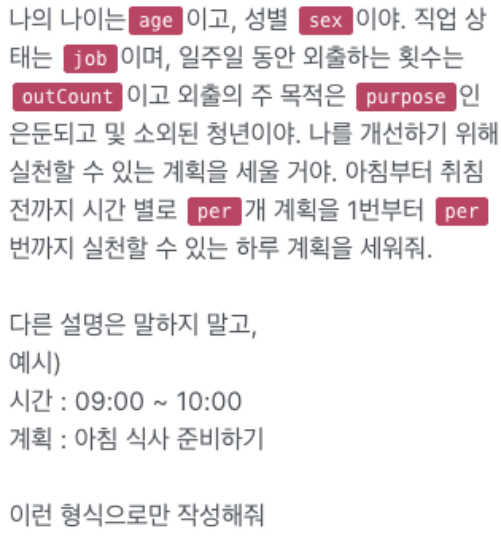 나의 나이는 age 이고, 성별 sex 이야. 직업 상
태는 job 이며, 일주일 동안 외출하는 횟수는
outCount 이고 외출의 주 목적은 purpose 인
은둔되고 및 소외된 청년이야. 나를 개선하기 위해
실천할 수 있는 계획을 세울 거야. 아침부터 취침
전까지 시간 별로 per 개 계획을 1번부터 per
번까지 실천할 수 있는 하루 계획을 세워줘.
다른 설명은 말하지 말고,
예시)
시간 : 09:00 ~ 10:00
계획 : 아침 식사 준비하기
이런 형식으로만 작성해줘